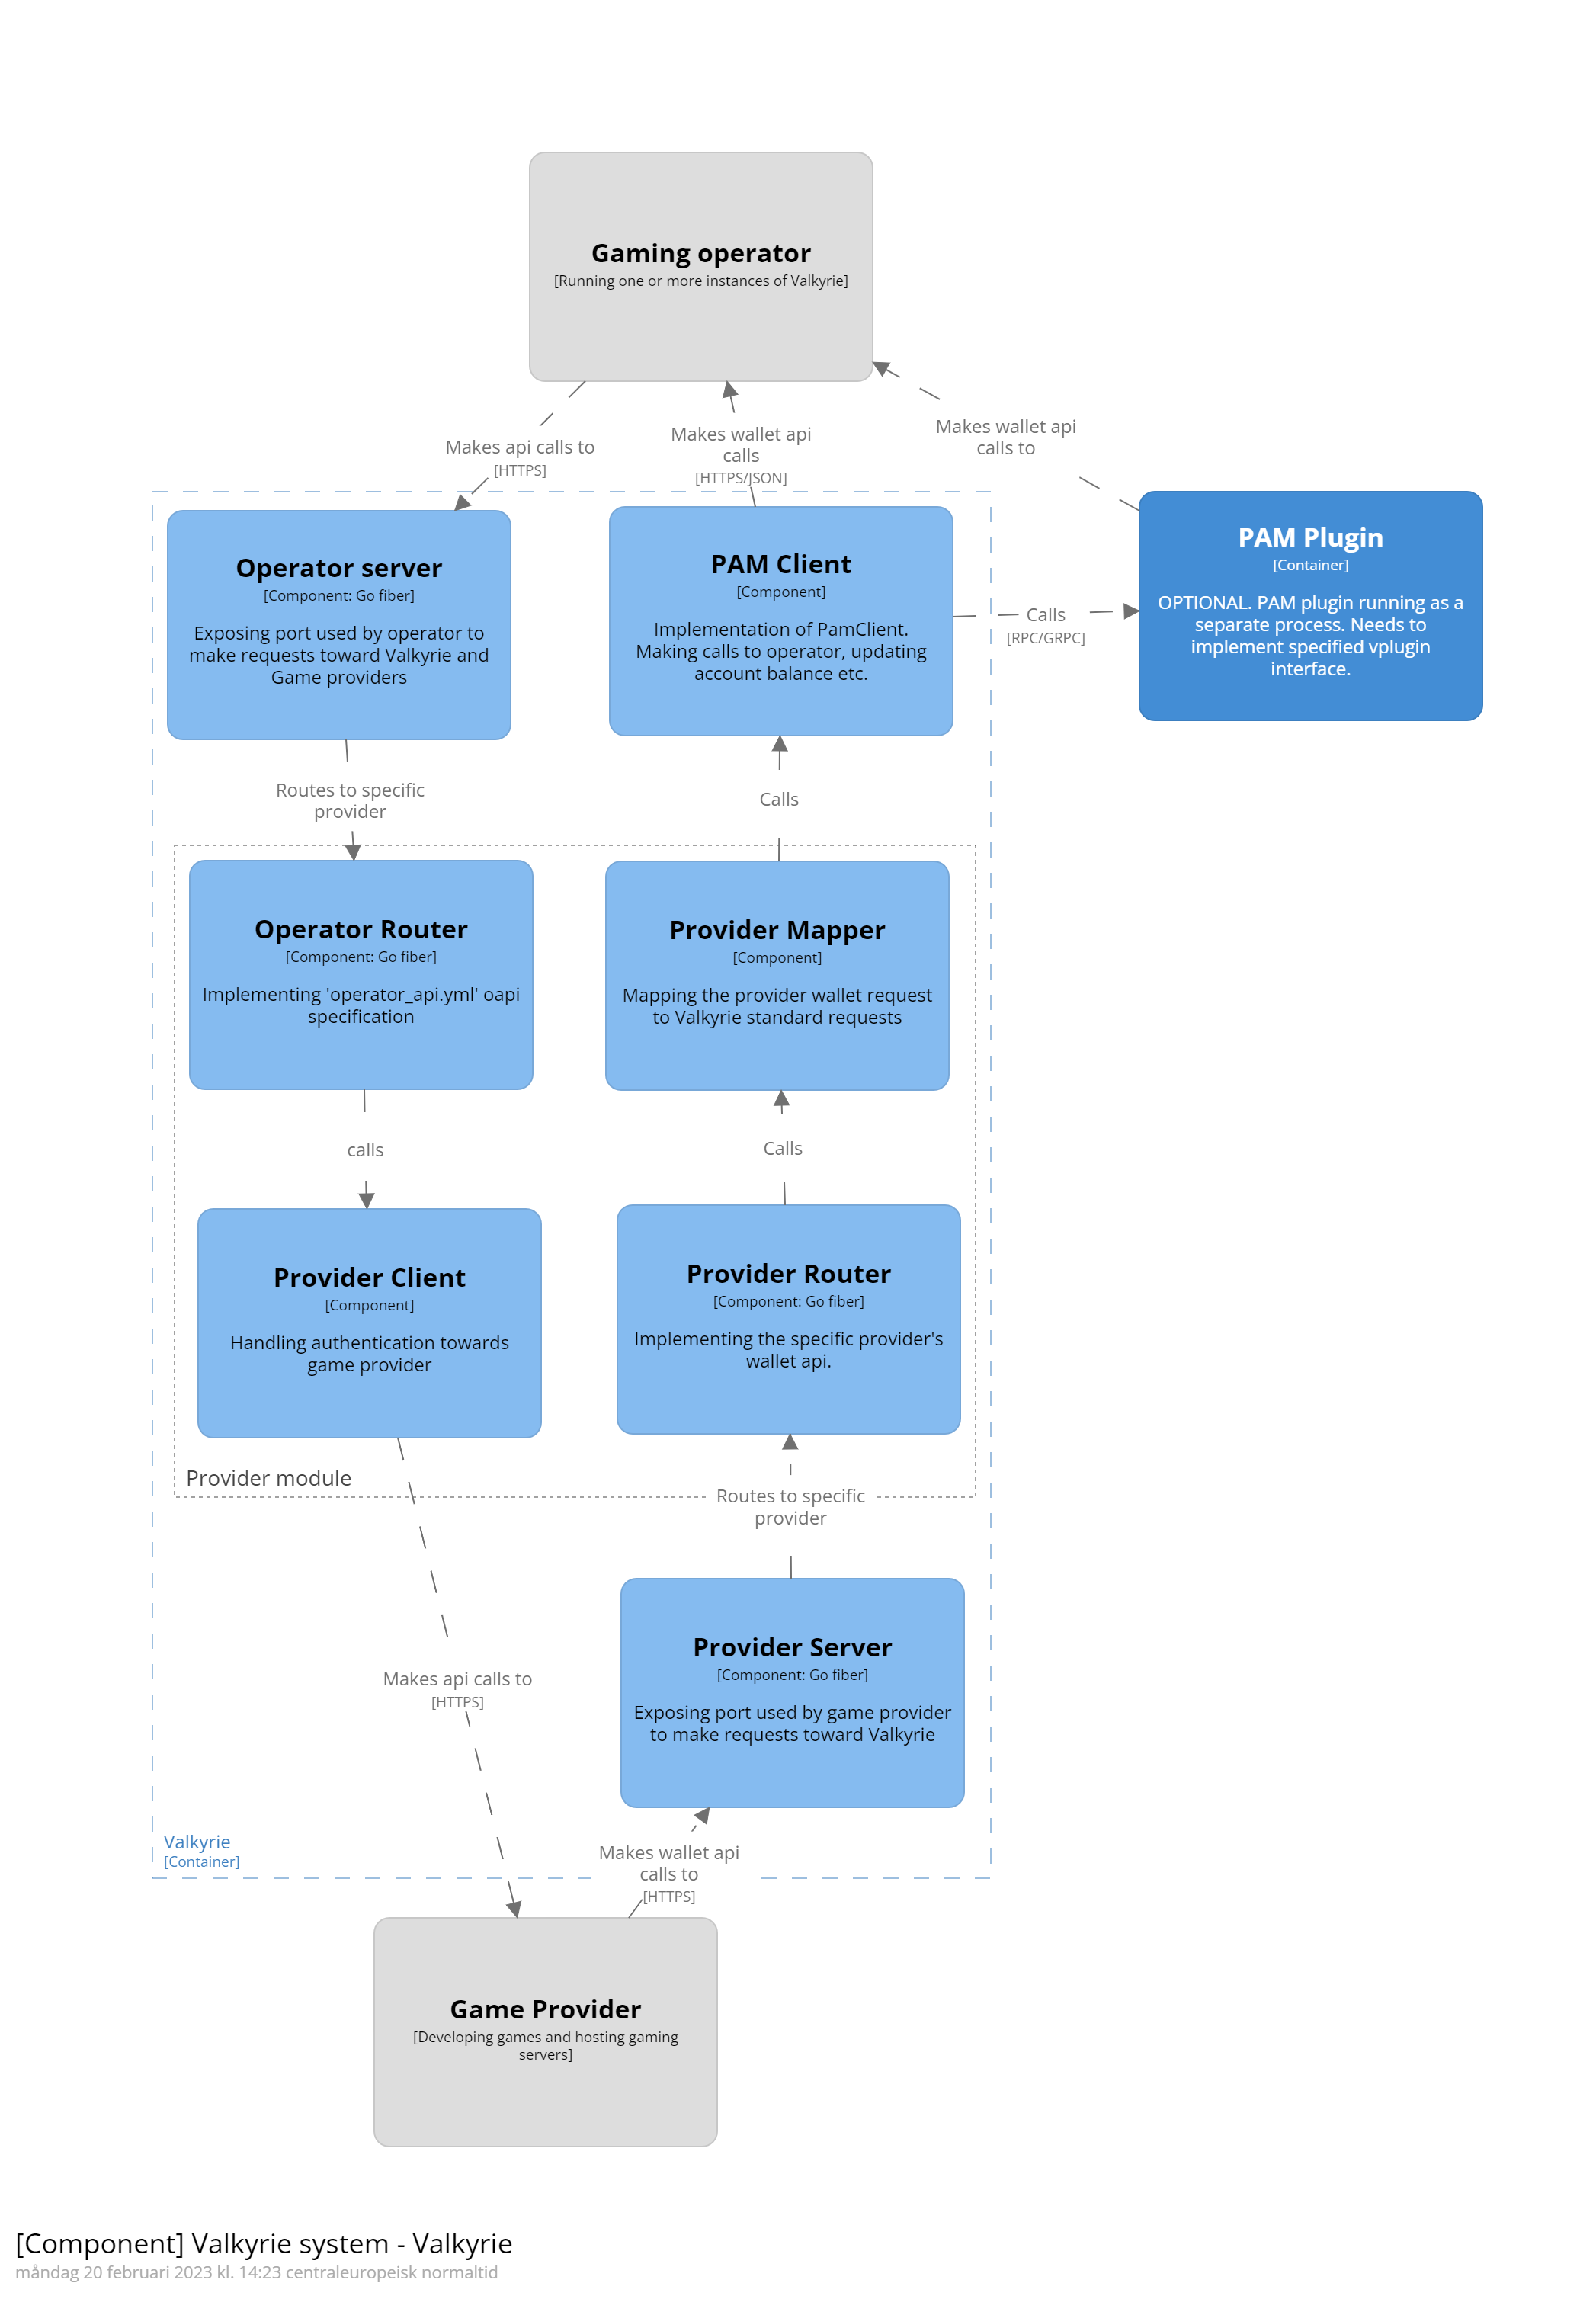 Gaming operator
[Running one or more instances of Valkyrie]
Makes api calls to
[HTTPS]
Makes wallet api
calls
[HTTPS/JSON]
Makes wallet api
calls to
Operator server
[Component: Go fiber]
Exposing port used by operator to
make requests toward Valkyrie and
Game providers
PAM Client
[Component]
Implementation of PamClient.
Making calls to operator, updating
account balance etc.
Calls
[RPC/GRPC]
PAM Plugin
[Container]
OPTIONAL. PAM plugin running as a
separate process. Needs to
implement specified vplugin
interface.
Routes to specific
provider
Calls
Operator Router
[Component: Go fiber]
Implementing 'operator_api.yml' oapi
specification
Provider Mapper
[Component]
Mapping the provider wallet request
to Valkyrie standard requests
calls
Calls
Provider Client
[Component]
Handling authentication towards
game provider
Provider Router
[Component: Go fiber]
Implementing the specific provider's
wallet api.
Provider module
Routes to specific
provider
Provider Server
[Component: Go fiber]
Exposing port used by game provider
to make requests toward Valkyrie
Makes api calls to
[HTTPS]
Valkyrie
[Container]
Makes wallet api
calls to
[HTTPS]
Game Provider
[Developing games and hosting gaming
servers]
[Component] Valkyrie system - Valkyrie
måndag 20 februari 2023 kl. 14:23 centraleuropeisk normaltid